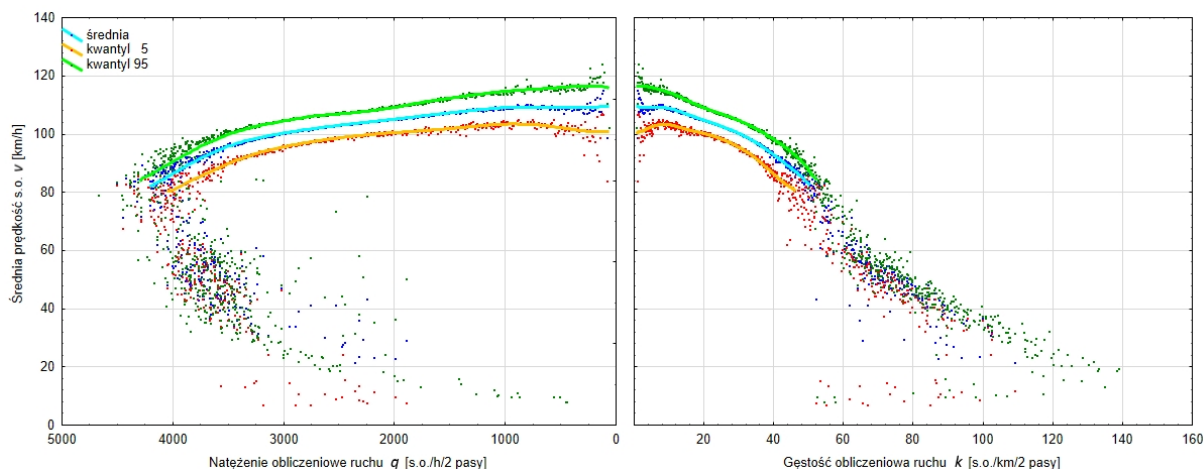 140
120
100
80
60
40
20
0
Średnia prędkość s.o. v [km/h]
średnia
kwantyl 5
kwantyl 95
5000 4000 3000 2000 1000 0
20 40 60 80 100 120 140 160
Natężenie obliczeniowe ruchu q [s.o./h/2 pasy]
Gęstość obliczeniowa ruchu k [s.o./km/2 pasy]